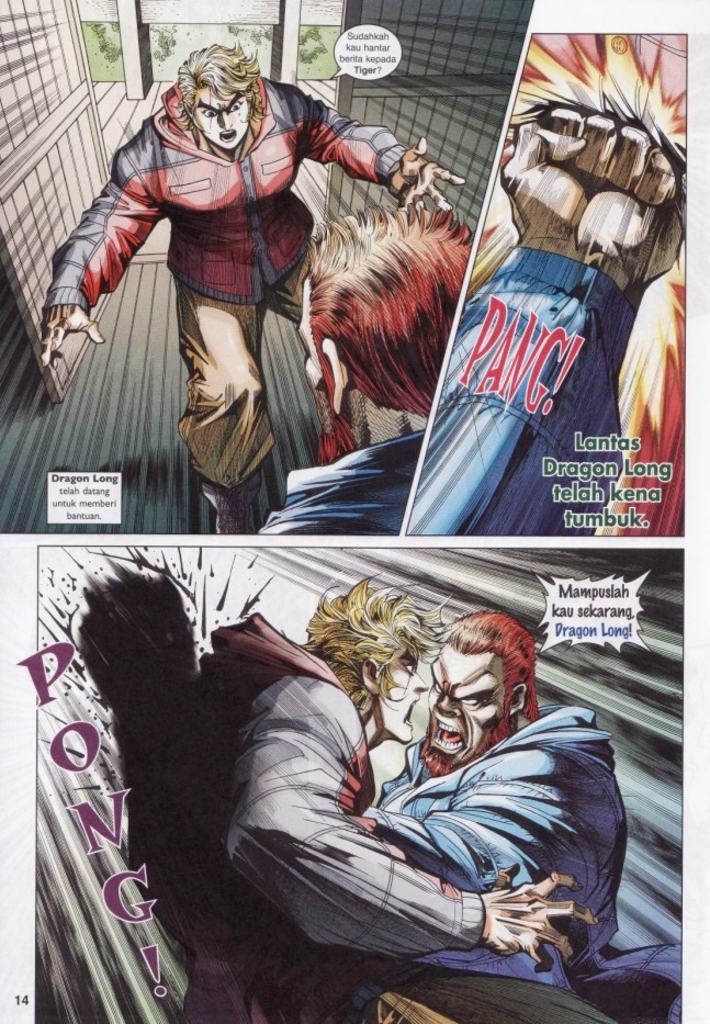 Sudahkah
kau hantar
berita kepada
Tiger?
Dragon Long
telah datang
untuk memberi
bantuan.
PANG!
Lantas
Dragon Long
telah kena
tumbuk.
Mampuslah
kau sekarang,
Dragon Long!
PONG!
14